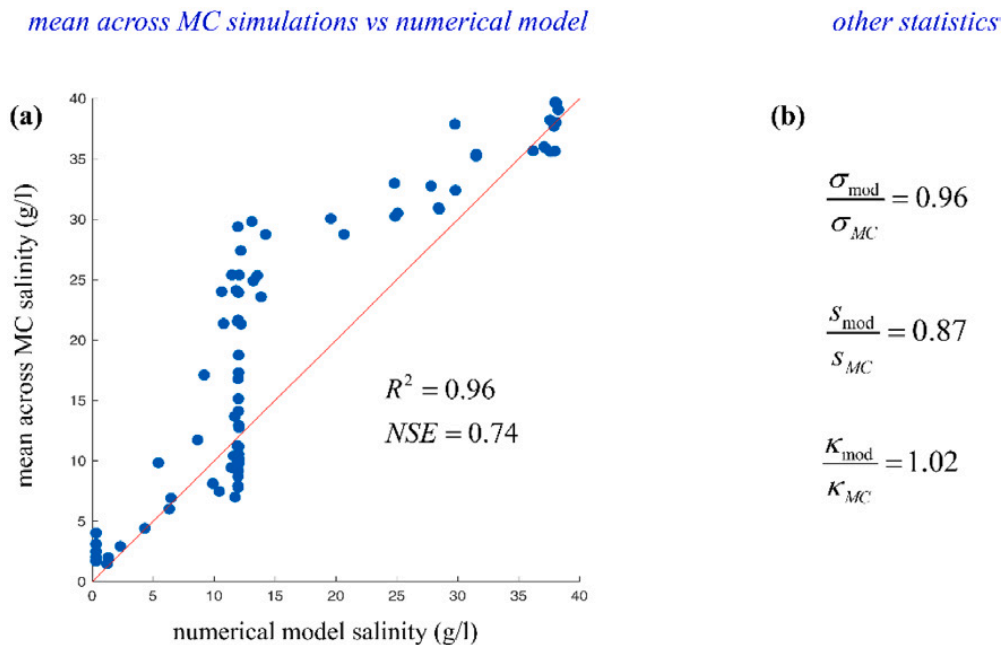 mean across MC simulations vs numerical model
other statistics
(a)
mean across MC salinity (g/l)
40
35
30
25
20
15
10
5
0
R² = 0.96
NSE = 0.74
0 5 10 15 20 25 30 35 40
numerical model salinity (g/l)
(b)
σmod/σMC = 0.96
smod/sMC = 0.87
κmod/κMC = 1.02